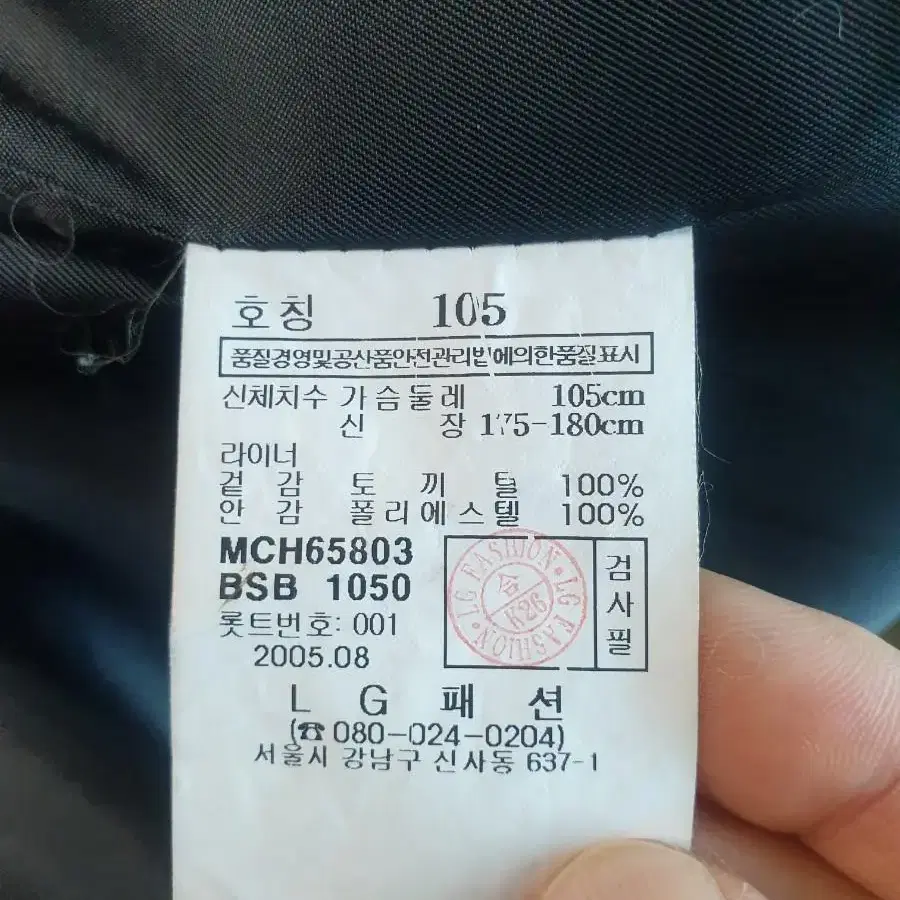 호칭 105
품질경영및공산품안전관리법에의한품질표시
신체치수 가슴둘레 105cm
신 장 175-180cm
라이너
겉 감 토 끼 털 100%
안 감 폴리에스텔 100%
MCH65803
BSB 1050
롯트번호: 001
2005.08
LG FASHION · LG FASHION ·
合
K26
검사필
L G 패 션
(☎080-024-0204)
서울시 강남구 신사동 637-1